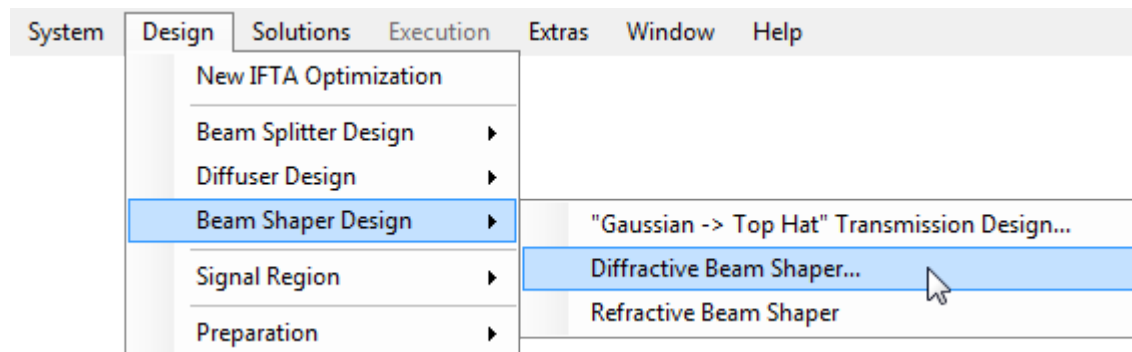 System Design Solutions Execution Extras Window Help
New IFTA Optimization
Beam Splitter Design
Diffuser Design
Beam Shaper Design
"Gaussian -> Top Hat" Transmission Design...
Signal Region
Diffractive Beam Shaper...
Refractive Beam Shaper
Preparation